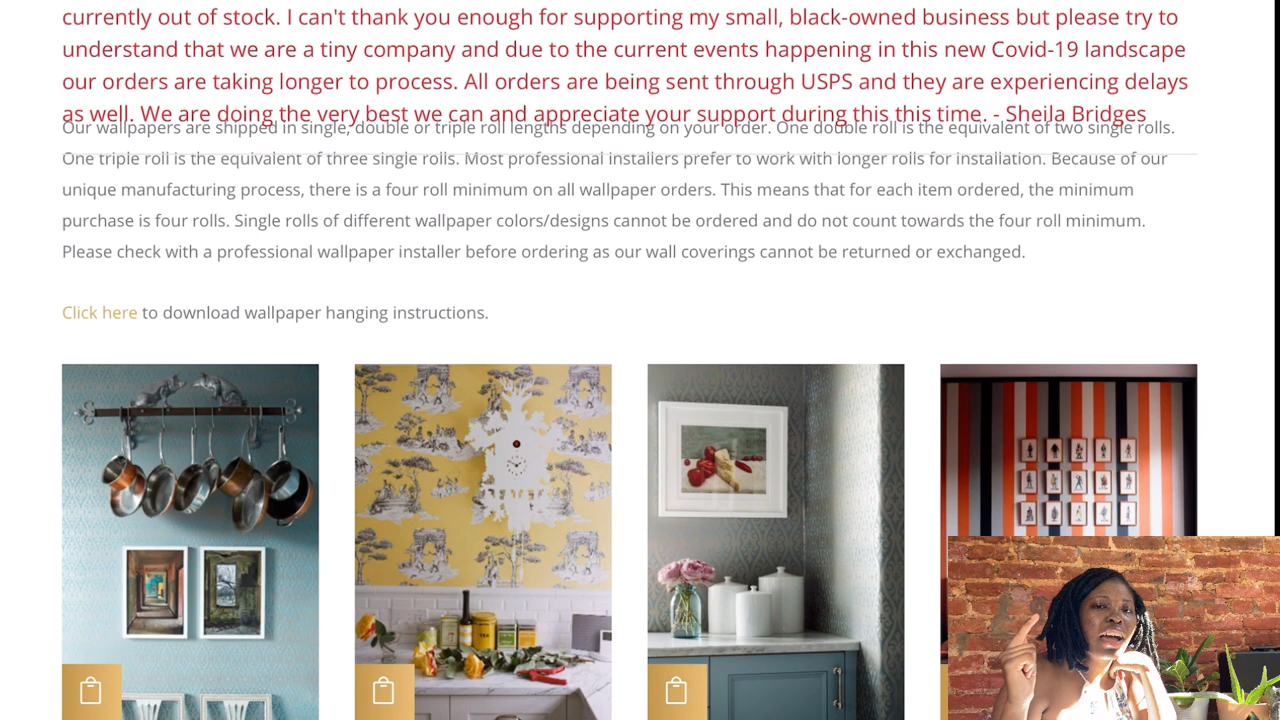 currently out of stock. I can't thank you enough for supporting my small, black-owned business but please try to
understand that we are a tiny company and due to the current events happening in this new Covid-19 landscape
our orders are taking longer to process. All orders are being sent through USPS and they are experiencing delays
as well. We are doing the very best we can and appreciate your support during this this time. - Sheila Bridges
Our wallpapers are shipped in single, double or triple roll lengths depending on your order. One double roll is the equivalent of two single rolls.
One triple roll is the equivalent of three single rolls. Most professional installers prefer to work with longer rolls for installation. Because of our
unique manufacturing process, there is a four roll minimum on all wallpaper orders. This means that for each item ordered, the minimum
purchase is four rolls. Single rolls of different wallpaper colors/designs cannot be ordered and do not count towards the four roll minimum.
Please check with a professional wallpaper installer before ordering as our wall coverings cannot be returned or exchanged.
Click here to download wallpaper hanging instructions.